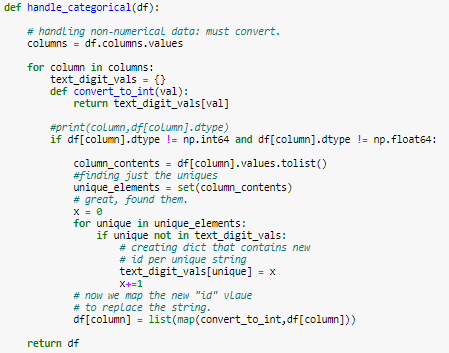 def handle_categorical(df):
# handling non-numerical data: must convert.
columns = df.columns.values
for column in columns:
text_digit_vals = {}
def convert_to_int(val):
return text_digit_vals[val]
#print(column,df[column].dtype)
if df[column].dtype != np.int64 and df[column].dtype != np.float64:
column_contents = df[column].values.tolist()
#finding just the uniques
unique_elements = set(column_contents)
# great, found them.
x = 0
for unique in unique_elements:
if unique not in text_digit_vals:
# creating dict that contains new
# id per unique string
text_digit_vals[unique] = x
x+=1
# now we map the new "id" vlaue
# to replace the string.
df[column] = list(map(convert_to_int,df[column]))
return df